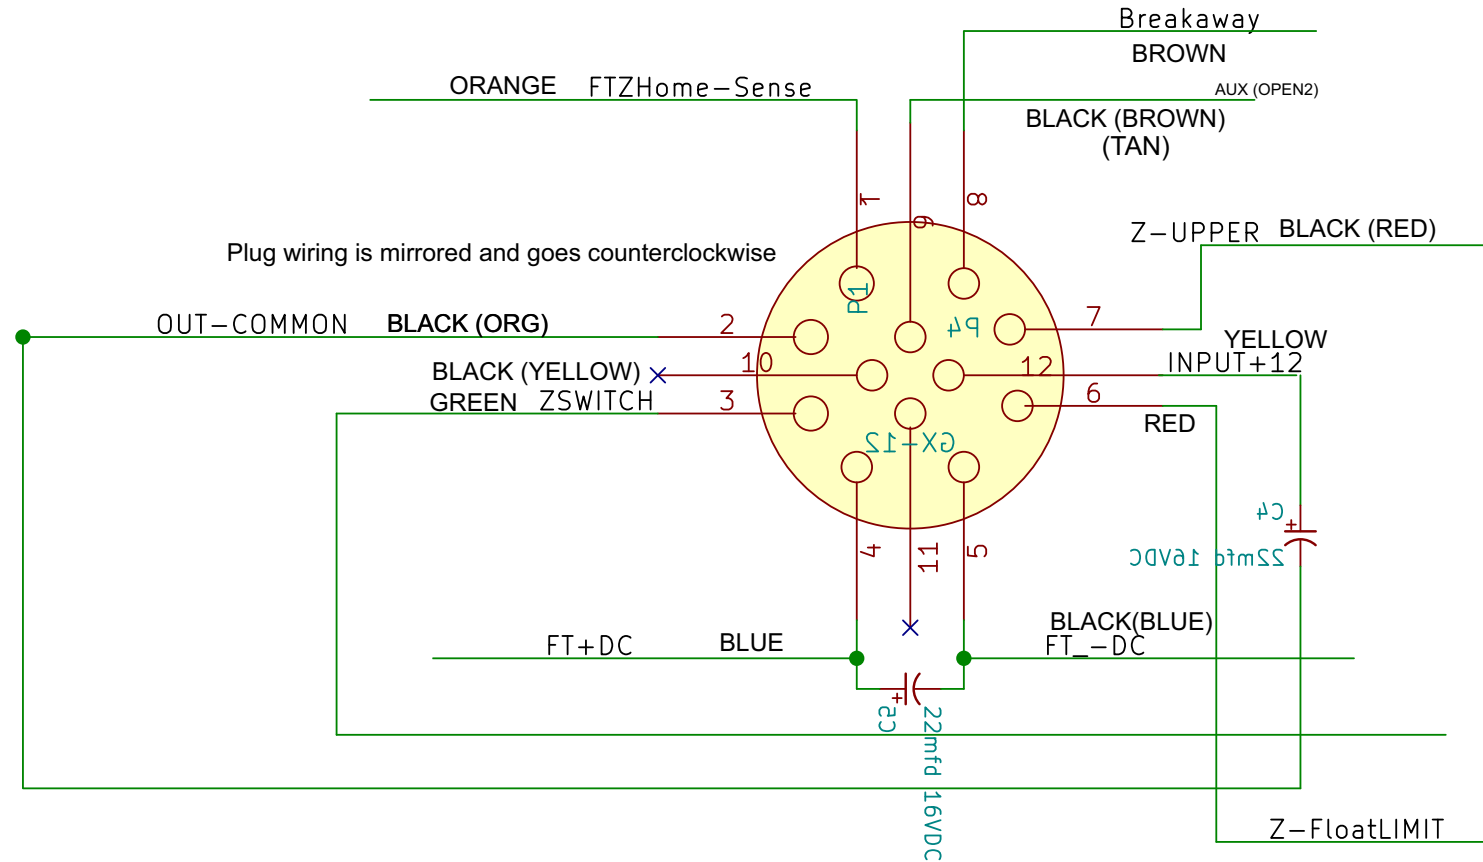 Breakaway
BROWN
ORANGE FTZHome-Sense
AUX (OPEN2)
BLACK (BROWN)
(TAN)
1
9
8
Z-UPPER BLACK (RED)
Plug wiring is mirrored and goes counterclockwise
P1
OUT-COMMON BLACK (ORG)
2
P4
7
YELLOW
BLACK (YELLOW)
10
12
INPUT+12
GREEN ZSWITCH
3
6
RED
GX-12
C4
+
22mfd 16VDC
4
11
5
BLACK(BLUE)
FT+DC BLUE
FT_-DC
+
C5
22mfd 16VDC
Z-FloatLIMIT